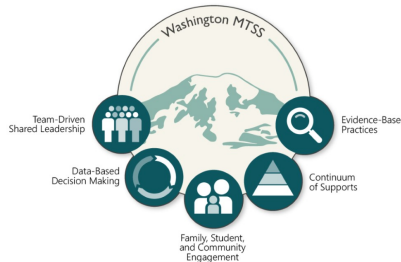 Washington MTSS
Team-Driven
Shared Leadership
Evidence-Base
Practices
Data-Based
Decision Making
Continuum
of Supports
Family, Student,
and Community
Engagement